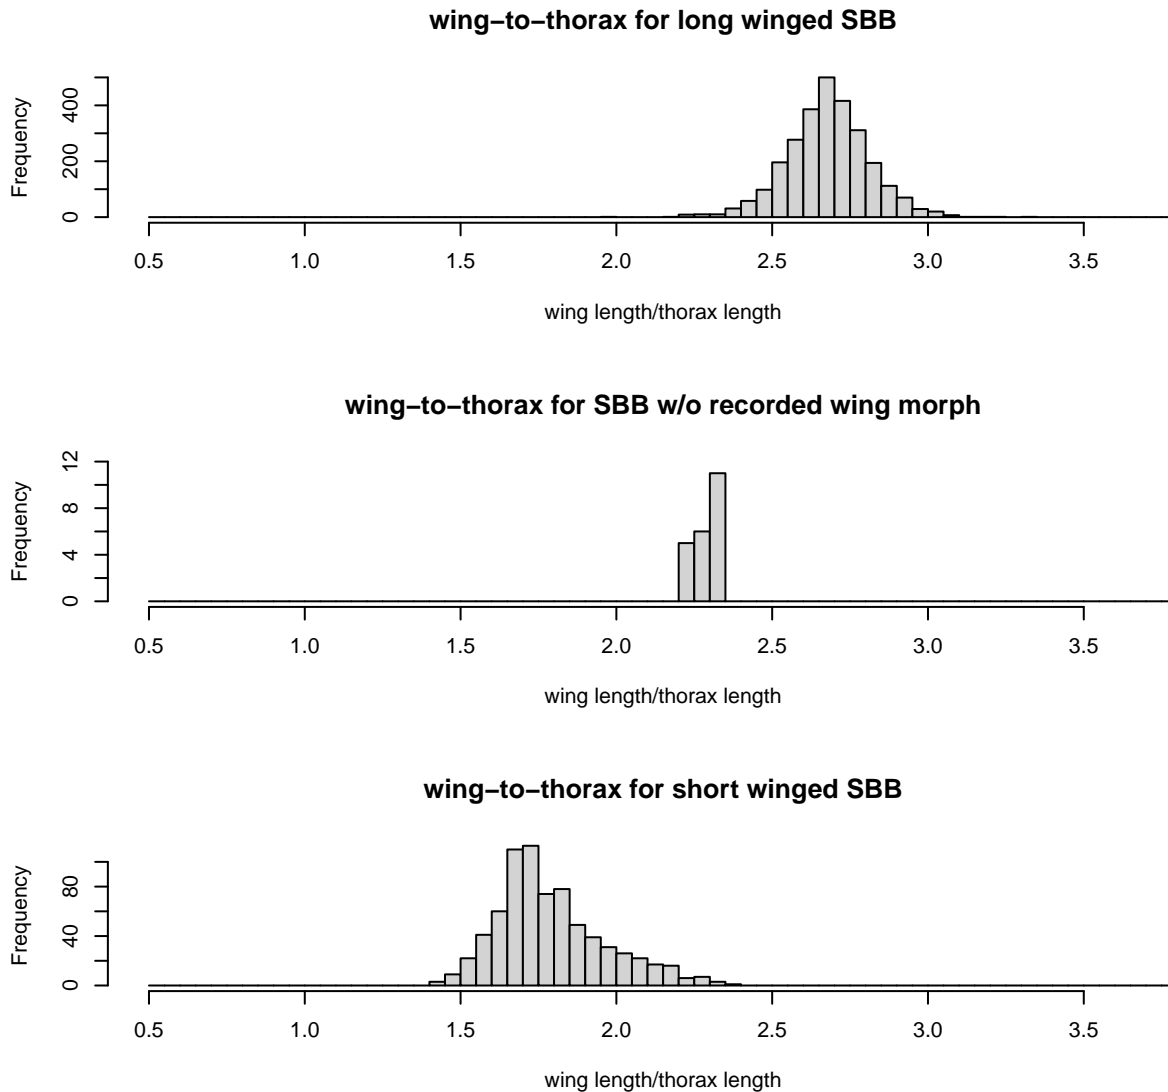 wing−to−thorax for long winged SBB
Frequency
0 200 400
0.5 1.0 1.5 2.0 2.5 3.0 3.5
wing length/thorax length
wing−to−thorax for SBB w/o recorded wing morph
Frequency
0 4 8 12
0.5 1.0 1.5 2.0 2.5 3.0 3.5
wing length/thorax length
wing−to−thorax for short winged SBB
Frequency
0 40 80
0.5 1.0 1.5 2.0 2.5 3.0 3.5
wing length/thorax length